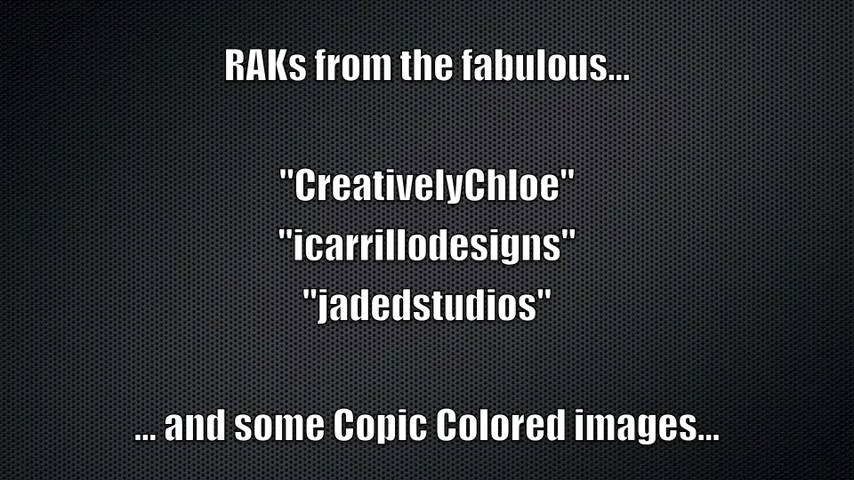 RAKs from the fabulous...
"CreativelyChloe"
"icarrillodesigns"
"jadedstudios"
... and some Copic Colored images...